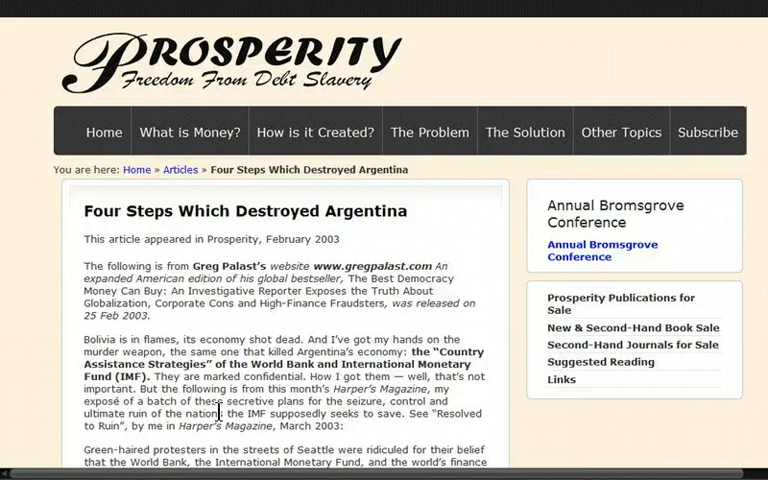 PROSPERITY
Freedom From Debt Slavery
Home
What is Money?
How is it Created?
The Problem
The Solution
Other Topics
Subscribe
You are here: Home » Articles » Four Steps Which Destroyed Argentina
Four Steps Which Destroyed Argentina
This article appeared in Prosperity, February 2003
The following is from Greg Palast's website www.gregpalast.com An
expanded American edition of his global bestseller, The Best Democracy
Money Can Buy: An Investigative Reporter Exposes the Truth About
Globalization, Corporate Cons and High-Finance Fraudsters, was released on
25 Feb 2003.
Bolivia is in flames, its economy shot dead. And I've got my hands on the
murder weapon, the same one that killed Argentina's economy: the “Country
Assistance Strategies” of the World Bank and International Monetary
Fund (IMF). They are marked confidential. How I got them — well, that's not
important. But the following is from this month's Harper's Magazine, my
exposé of a batch of these secretive plans for the seizure, control and
ultimate ruin of the nations the IMF supposedly seeks to save. See “Resolved
to Ruin”, by me in Harper's Magazine, March 2003:
Green-haired protesters in the streets of Seattle were ridiculed for their belief
that the World Bank, the International Monetary Fund, and the world's finance
Annual Bromsgrove
Conference
Annual Bromsgrove
Conference
Prosperity Publications for
Sale
New & Second-Hand Book Sale
Second-Hand Journals for Sale
Suggested Reading
Links